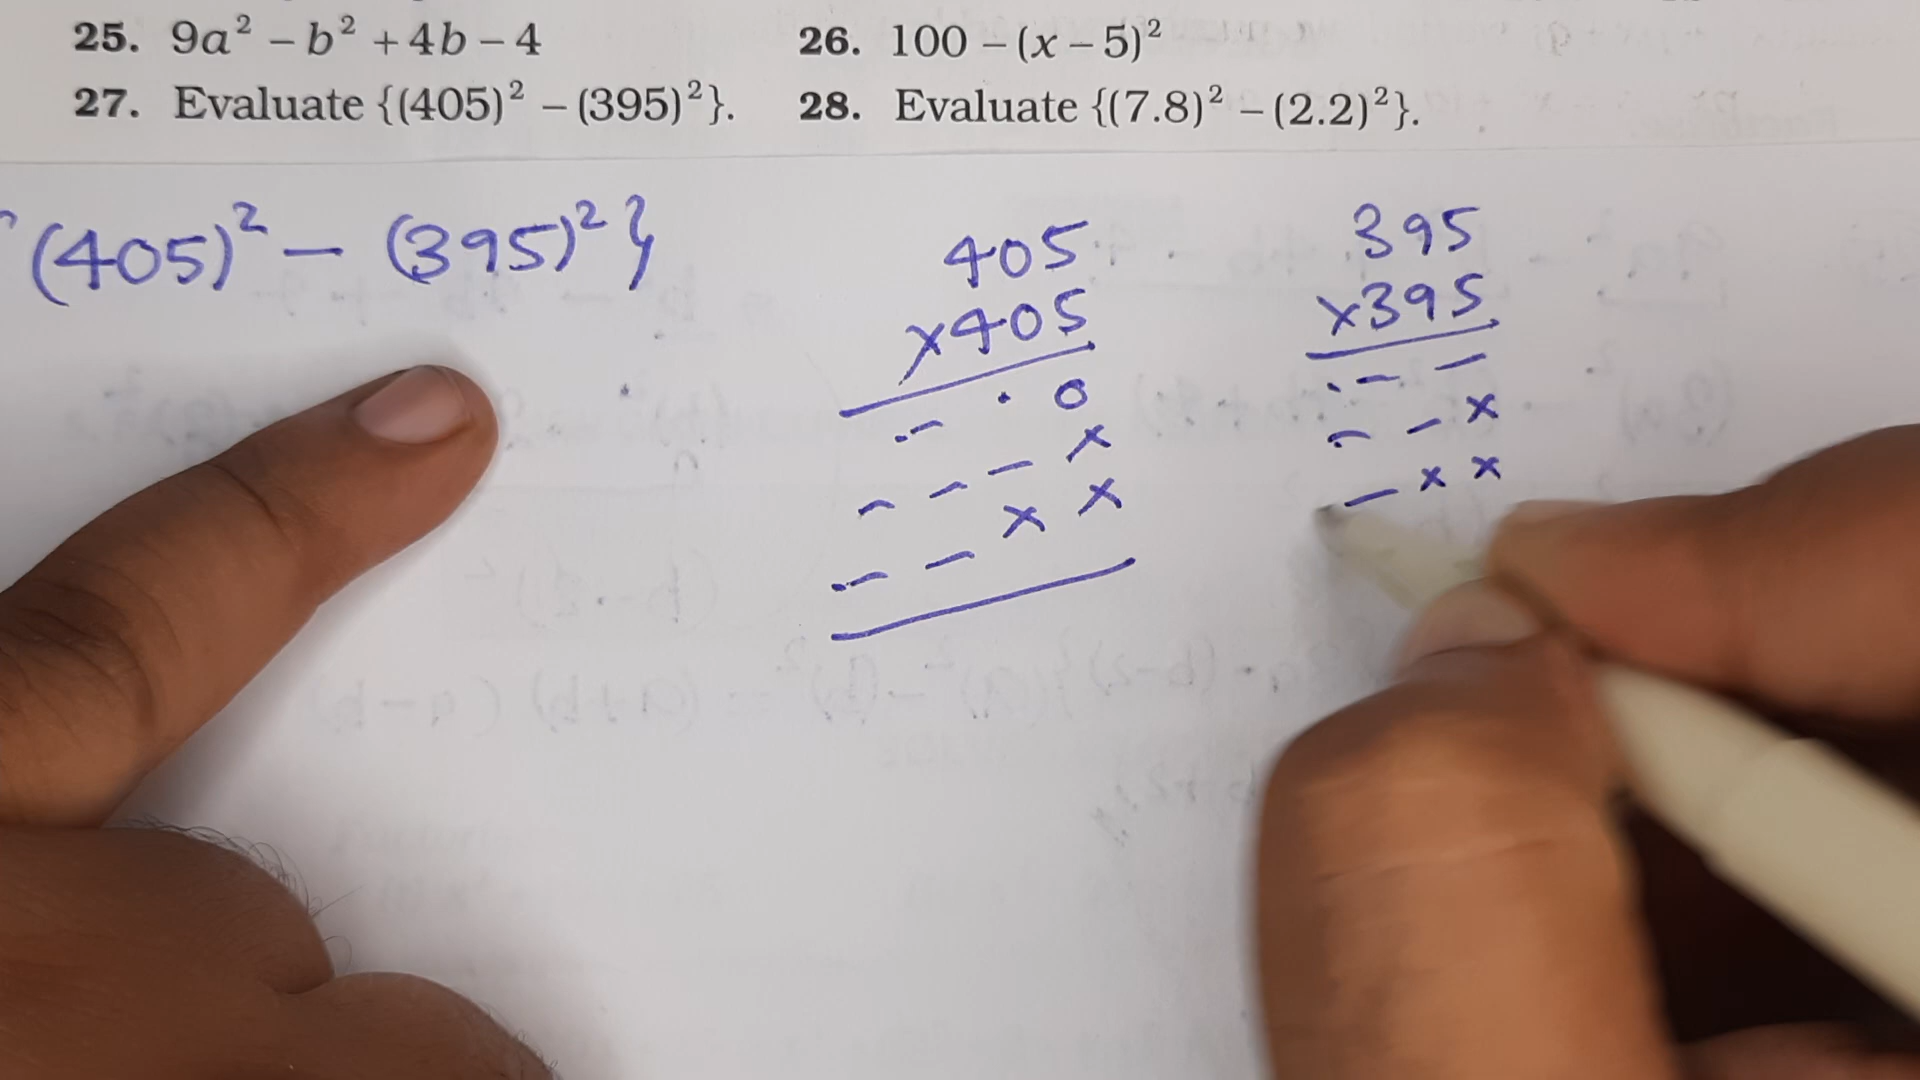 25. 9a² – b² + 4b – 4
26. 100 – (x – 5)²
27. Evaluate {(405)² – (395)²}.
28. Evaluate {(7.8)² – (2.2)²}.
(405)² – (395)² }
405
×405
0
×
× ×
395
×395
×
× ×